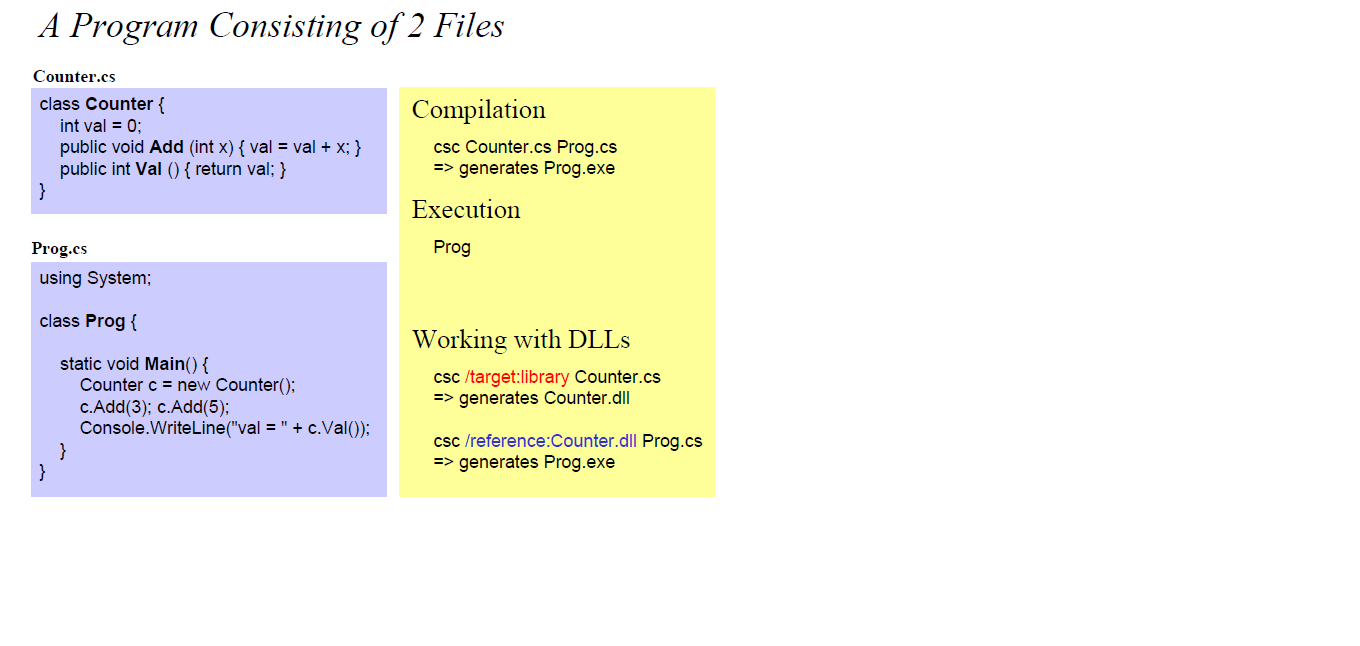 A Program Consisting of 2 Files
Counter.cs
class Counter {
int val = 0;
public void Add (int x) { val = val + x; }
public int Val () { return val; }
}
Prog.cs
using System;
class Prog {
static void Main() {
Counter c = new Counter();
c.Add(3); c.Add(5);
Console.WriteLine("val = " + c.Val());
}
}
Compilation
csc Counter.cs Prog.cs
=> generates Prog.exe
Execution
Prog
Working with DLLs
csc /target:library Counter.cs
=> generates Counter.dll
csc /reference:Counter.dll Prog.cs
=> generates Prog.exe